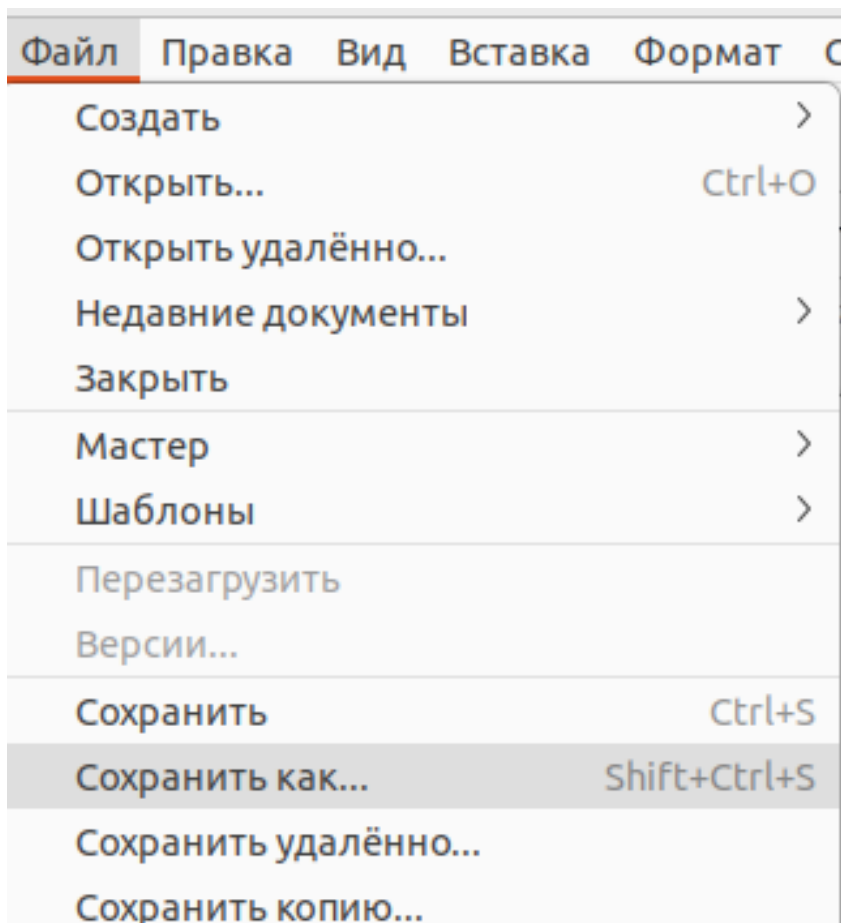 Файл Правка Вид Вставка Формат
Создать
Открыть... Ctrl+O
Открыть удалённо...
Недавние документы
Закрыть
Мастер
Шаблоны
Перезагрузить
Версии...
Сохранить Ctrl+S
Сохранить как... Shift+Ctrl+S
Сохранить удалённо...
Сохранить копию...